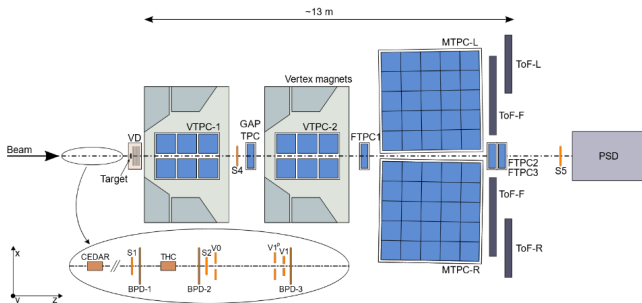 ~13 m
MTPC-L
ToF-L
Vertex magnets
VD
VTPC-1
GAP
TPC
VTPC-2
FTPC1
ToF-F
Beam
Target
S4
FTPC2
FTPC3
S5
PSD
ToF-F
ToF-R
MTPC-R
x
y
z
CEDAR
S1
THC
S2
V0
V1ᵖ
V1
BPD-1
BPD-2
BPD-3